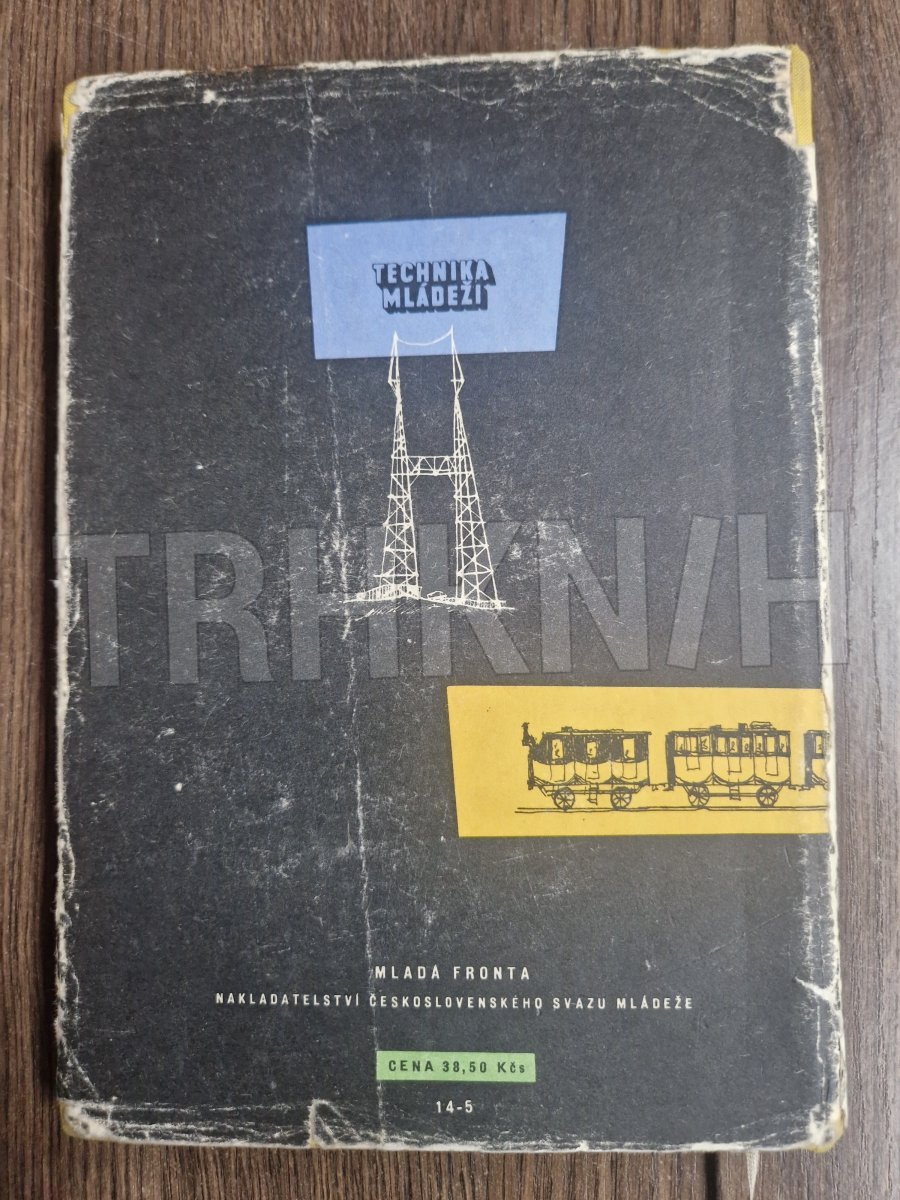 TECHNIKA
MLÁDEŽI
TRHKNIH
MLADÁ FRONTA
NAKLADATELSTVÍ ČESKOSLOVENSKÉHO SVAZU MLÁDEŽE
CENA 38,50 Kčs
14-5